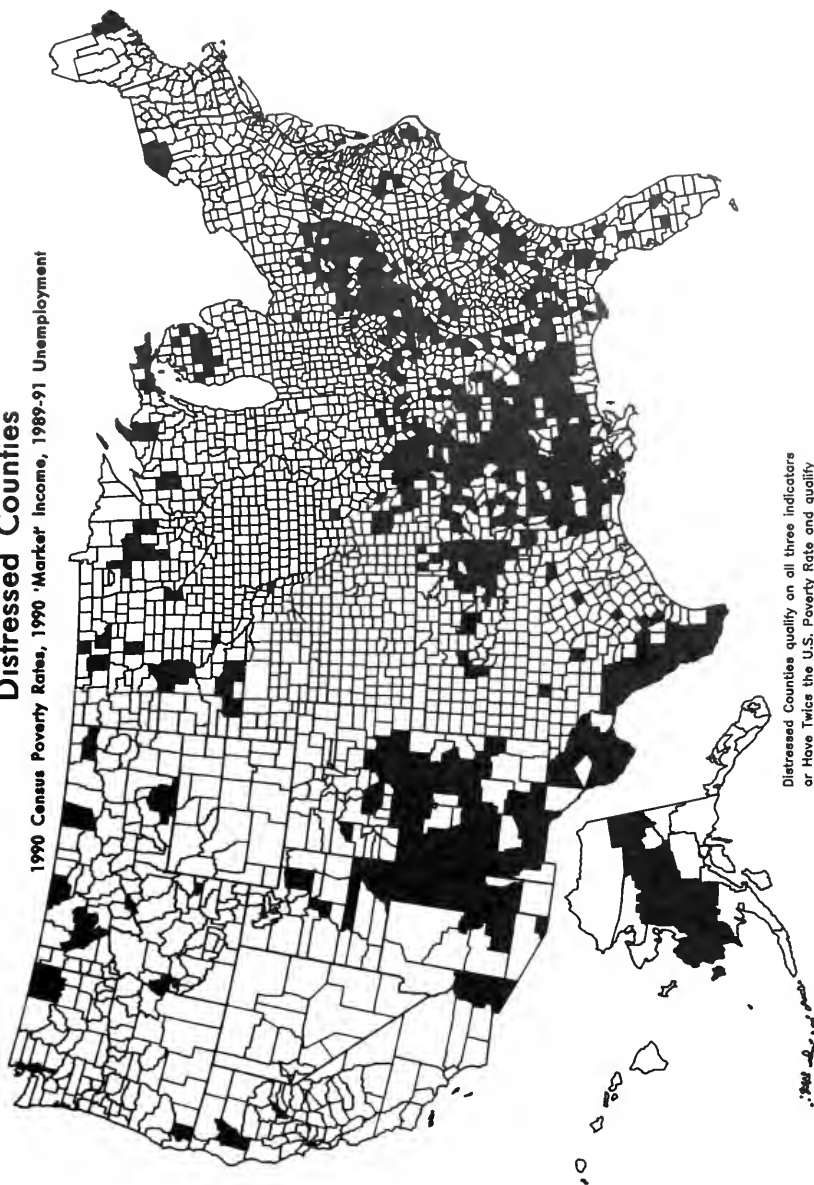 Distressed Counties
1990 Census Poverty Rates, 1990 'Market' Income, 1989-91 Unemployment
Distressed Counties qualify on all three indicators
or Have Twice the U.S. Poverty Rate and qualify